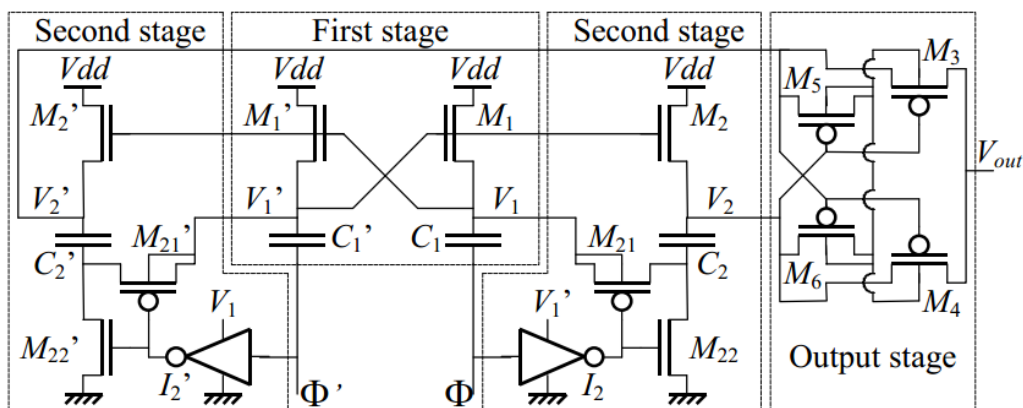 Second stage
First stage
Second stage
Vdd
Vdd
Vdd
Vdd
M2'
M1'
M1
M2
M5
M3
Vout
V2'
V1'
V1
V2
M21'
C1'
C1
M21
C2'
C2
M6
M4
V1
V1'
M22'
M22
I2'
Φ'
Φ
I2
Output stage